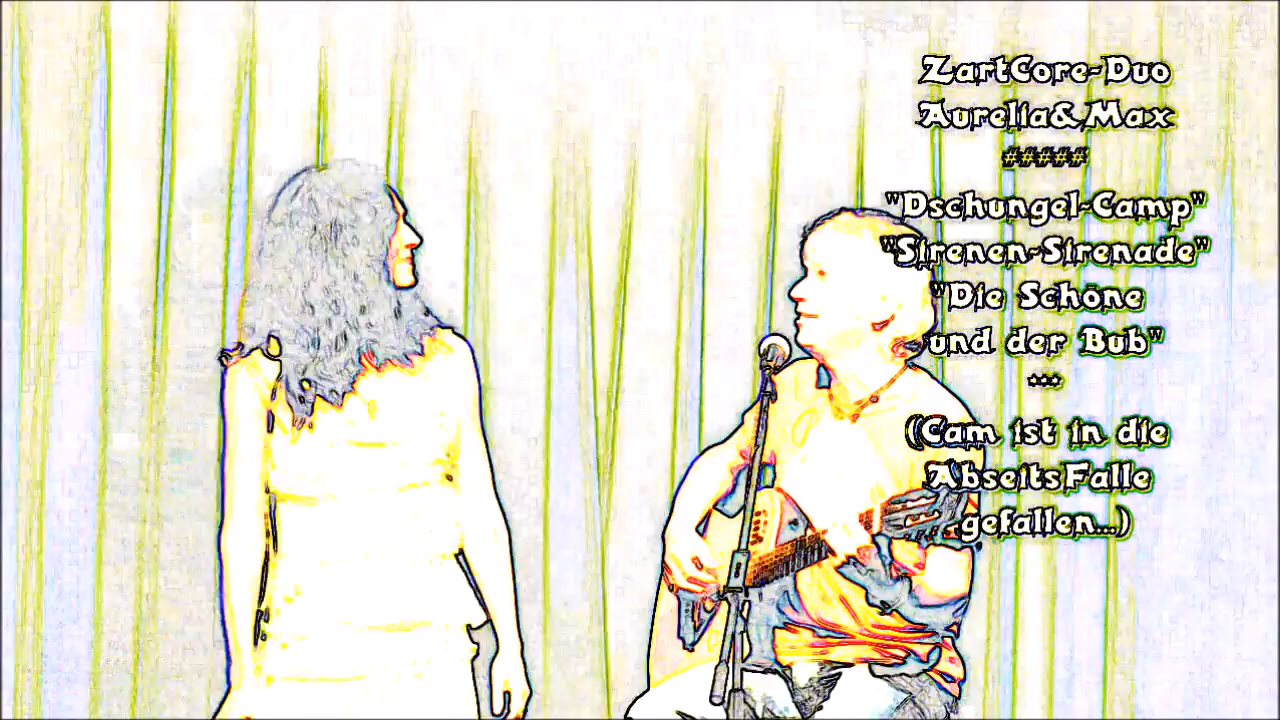 ZartCore-Duo
Aurelia&Max
#####
"Dschungel-Camp"
"Sirenen-Sirenade"
"Die Schöne
und der Bub"
***
(Cam ist in die
AbseitsFalle
gefallen...)